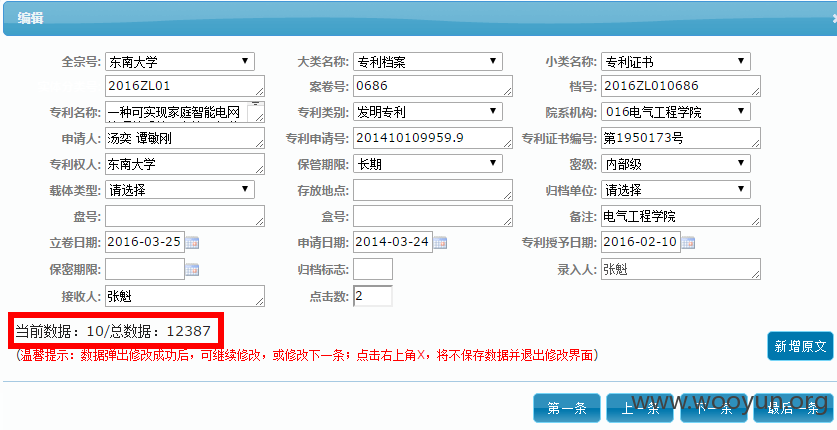 编辑
全宗号: 东南大学 大类名称: 专利档案 小类名称: 专利证书
2016ZL01 案卷号: 0686 档号: 2016ZL010686
专利名称: 一种可实现家庭智能电网 专利类别: 发明专利 院系机构: 016电气工程学院
申请人: 汤奕 谭敏刚 专利申请号: 201410109959.9 专利证书编号: 第1950173号
专利权人: 东南大学 保管期限: 长期 密级: 内部级
载体类型: 请选择 存放地点: 归档单位: 请选择
盘号: 盒号: 备注: 电气工程学院
立卷日期: 2016-03-25 申请日期: 2014-03-24 专利授予日期: 2016-02-10
保密期限: 归档标志: 录入人: 张魁
接收人: 张魁 点击数: 2
当前数据：10/总数据：12387
(温馨提示：数据弹出修改成功后，可继续修改，或修改下一条；点击右上角X，将不保存数据并退出修改界面)
新增原文
第一条 上一条 下一条 最后一条
www.wooyun.org